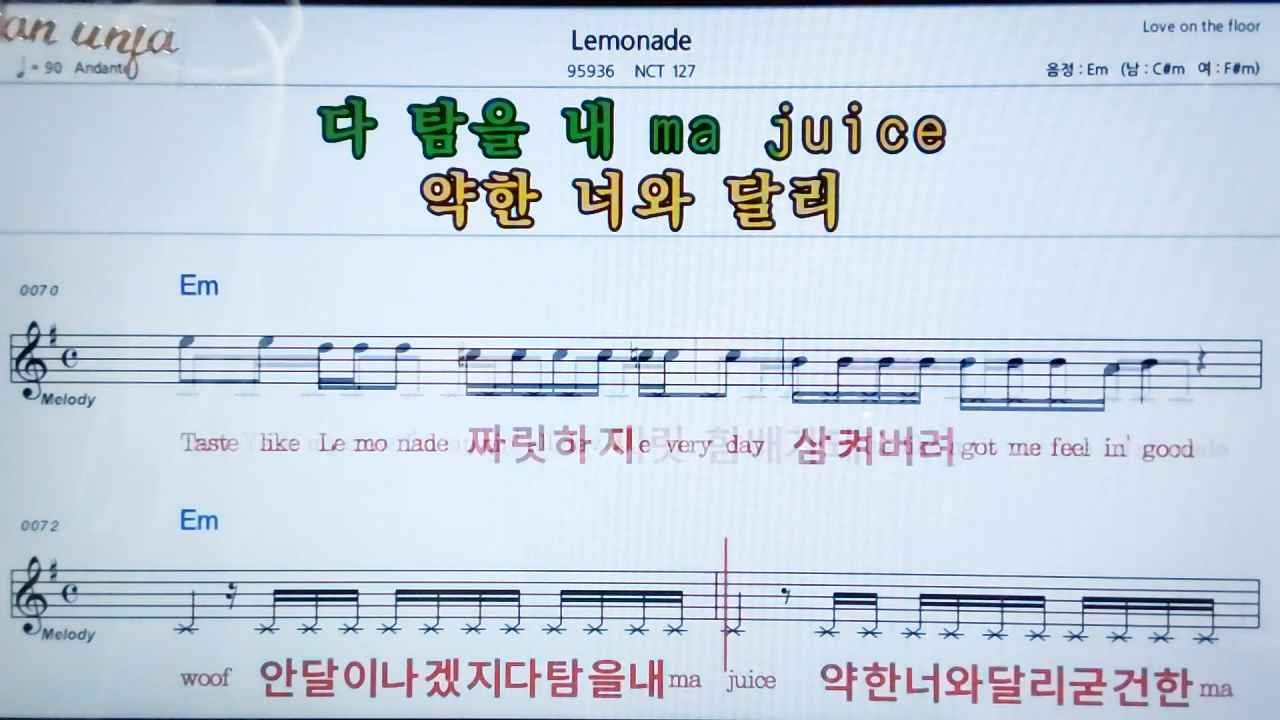 an unja
Lemonade
Love on the floor
♩= 90 Andante
95936 NCT 127
음정 : Em (남 : C#m 여 : F#m)
다 탐을 내 ma juice
약한 너와 달리
0070
Em
Melody
Taste like Le mo nade 짜릿하지 e very day 삼켜버려 got me feel in' good
0072
Em
Melody
woof 안달이나겠지다탐을내 ma juice 약한너와달리굳건한 ma